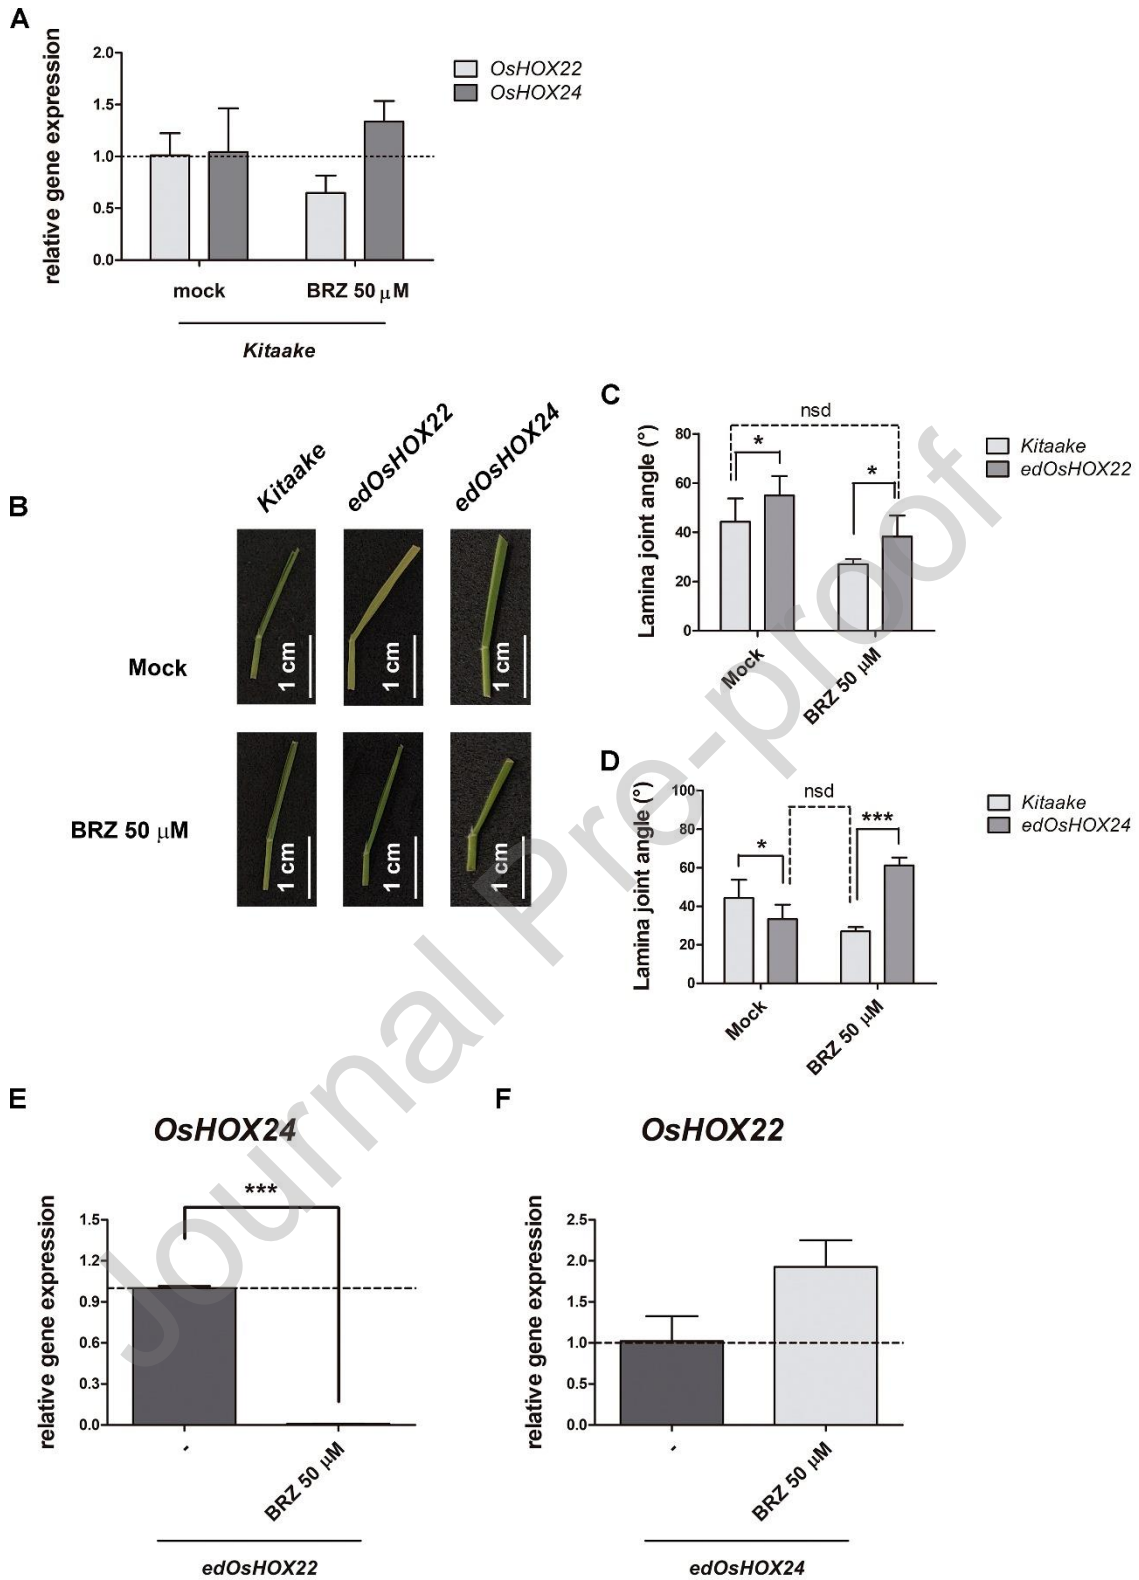 A
relative gene expression
2.0
1.5
1.0
0.5
0.0
OsHOX22
OsHOX24
mock
BRZ 50 μM
Kitaake
B
Kitaake
edOsHOX22
edOsHOX24
Mock
1 cm
1 cm
1 cm
BRZ 50 μM
1 cm
1 cm
1 cm
C
Lamina joint angle (°)
80
60
40
20
0
nsd
*
*
Kitaake
edOsHOX22
Mock
BRZ 50 μM
D
Lamina joint angle (°)
100
80
60
40
20
0
nsd
*
***
Kitaake
edOsHOX24
Mock
BRZ 50 μM
E
OsHOX24
relative gene expression
1.5
1.2
0.9
0.6
0.3
0.0
***
-
BRZ 50 μM
edOsHOX22
F
OsHOX22
relative gene expression
2.5
2.0
1.5
1.0
0.5
0.0
-
BRZ 50 μM
edOsHOX24
Journal Pre-proof